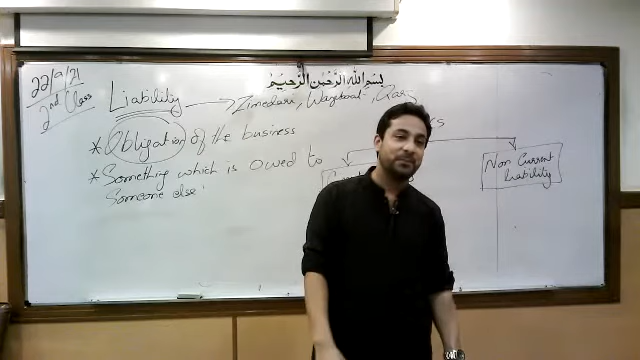 بسم الله الرحمن الرحيم
22/9/21
2nd Class
Liability → Zimedari, Wajibat, Qarz
* Obligation of the business
* Something which is owed to
Someone else
Non Current
Liability